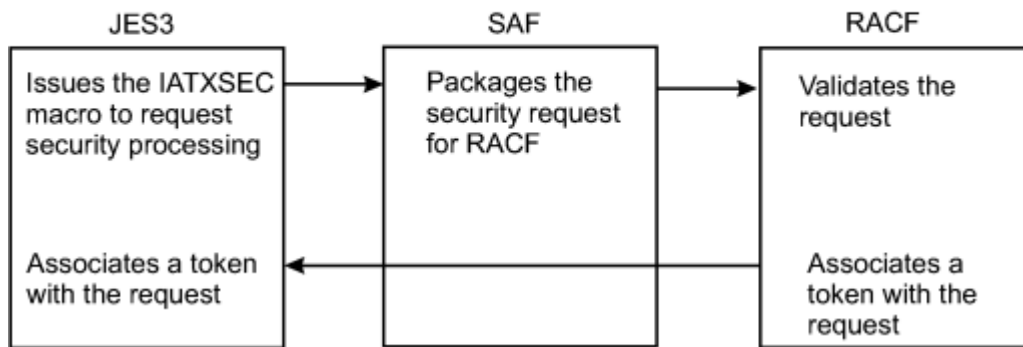 JES3
SAF
RACF
Issues the IATXSEC
macro to request
security processing
Packages the
security request
for RACF
Validates the
request
Associates a token
with the request
Associates a
token with the
request